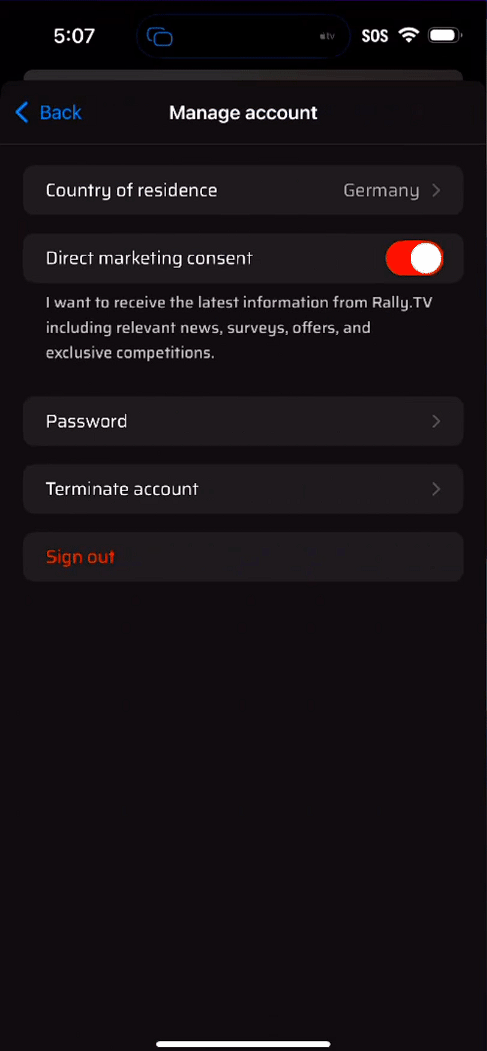 5:07
tv
SOS
Back
Manage account
Country of residence
Germany
Direct marketing consent
I want to receive the latest information from Rally.TV
including relevant news, surveys, offers, and
exclusive competitions.
Password
Terminate account
Sign out